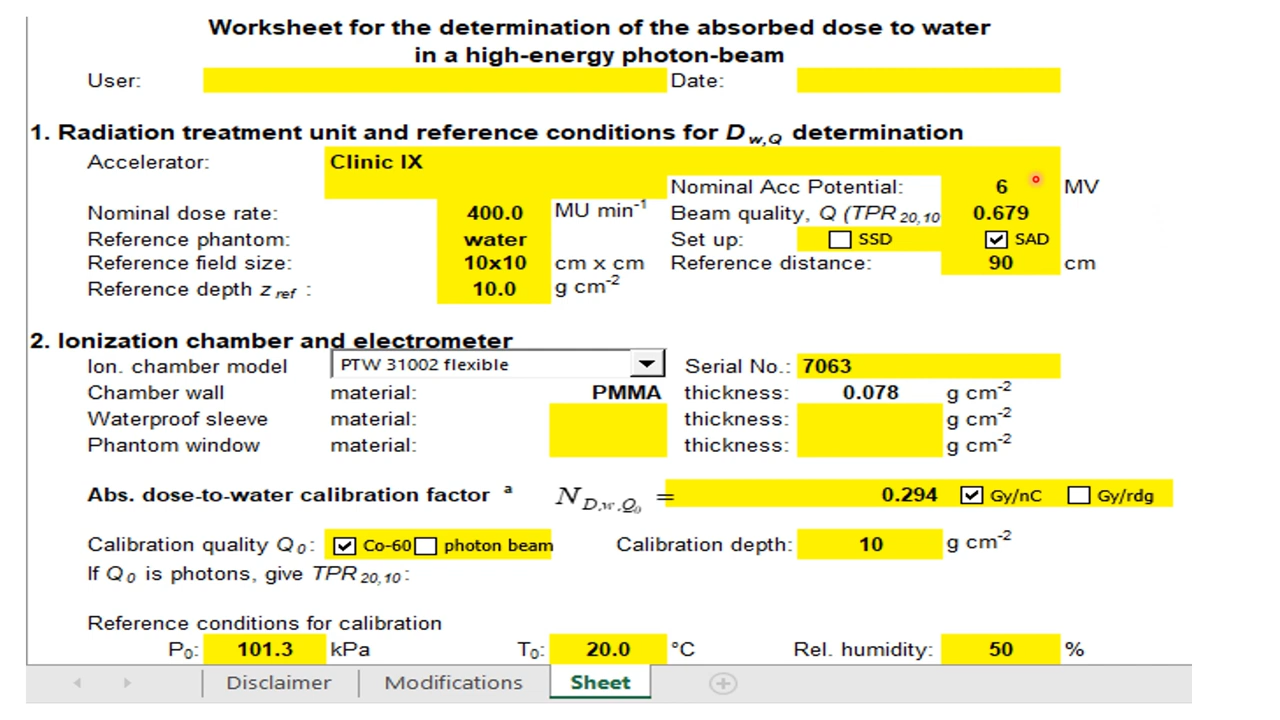 Worksheet for the determination of the absorbed dose to water
in a high-energy photon-beam
User: Date:
1. Radiation treatment unit and reference conditions for D w,Q determination
Accelerator: Clinic IX
Nominal Acc Potential: 6 MV
Nominal dose rate: 400.0 MU min-1 Beam quality, Q (TPR 20,10 0.679
Reference phantom: water Set up: SSD SAD
Reference field size: 10x10 cm x cm Reference distance: 90 cm
Reference depth z ref : 10.0 g cm-2
2. Ionization chamber and electrometer
Ion. chamber model PTW 31002 flexible Serial No.: 7063
Chamber wall material: PMMA thickness: 0.078 g cm-2
Waterproof sleeve material: thickness: g cm-2
Phantom window material: thickness: g cm-2
Abs. dose-to-water calibration factor a N D,w,Q0 = 0.294 Gy/nC Gy/rdg
Calibration quality Q0: Co-60 photon beam Calibration depth: 10 g cm-2
If Q0 is photons, give TPR 20,10:
Reference conditions for calibration
P0: 101.3 kPa T0: 20.0 °C Rel. humidity: 50 %
Disclaimer Modifications Sheet